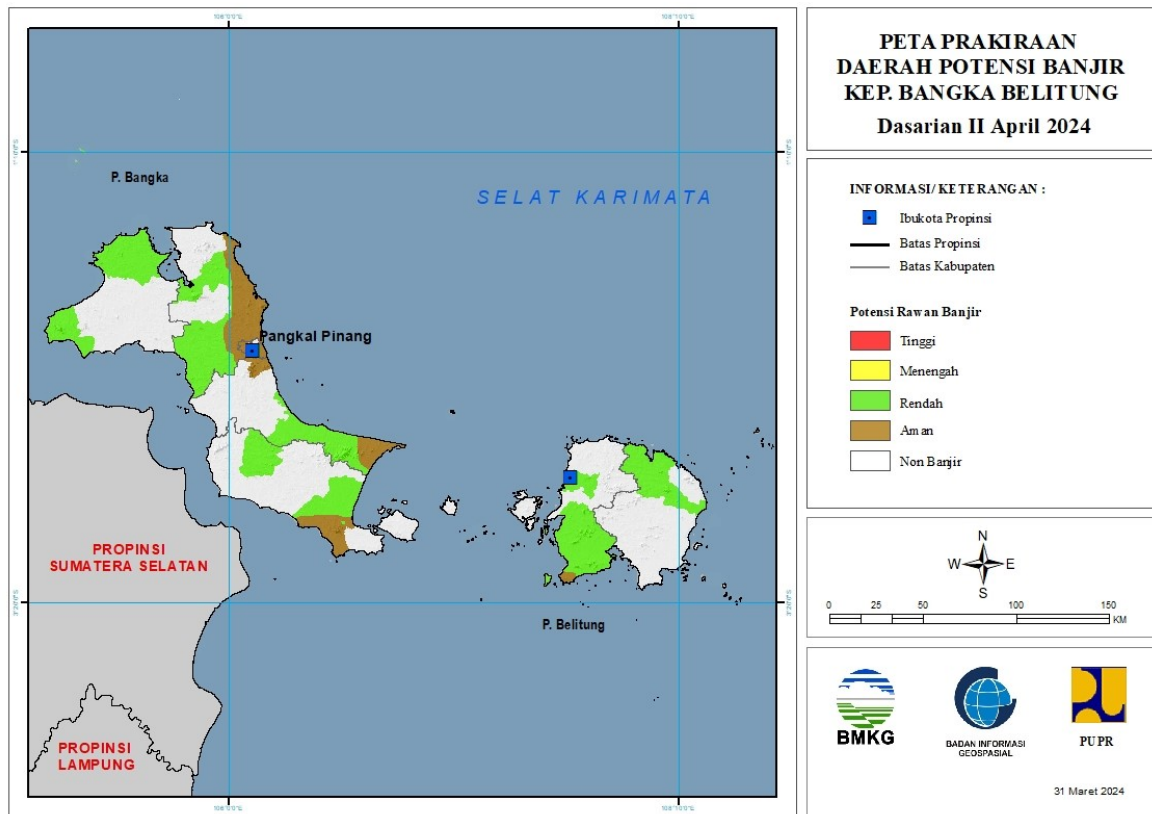 PETA PRAKIRAAN
DAERAH POTENSI BANJIR
KEP. BANGKA BELITUNG
Dasarian II April 2024
P. Bangka
SELAT KARIMATA
Pangkal Pinang
PROPINSI
SUMATERA SELATAN
P. Belitung
PROPINSI
LAMPUNG
INFORMASI/ KETERANGAN :
Ibukota Propinsi
Batas Propinsi
Batas Kabupaten
Potensi Rawan Banjir
Tinggi
Menengah
Rendah
Aman
Non Banjir
N
W E
S
0 25 50 100 150
KM
BMKG
BADAN INFORMASI
GEOSPASIAL
PUPR
31 Maret 2024